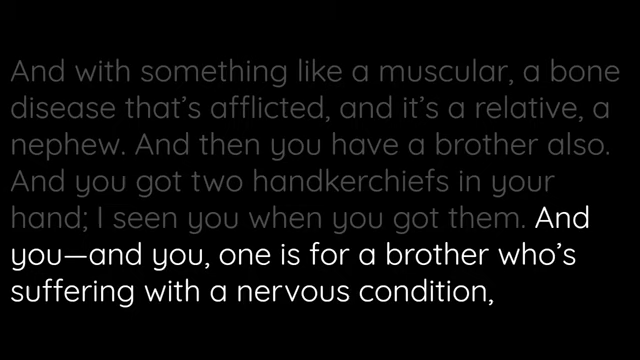 And with something like a muscular, a bone
disease that’s afflicted, and it’s a relative, a
nephew. And then you have a brother also.
And you got two handkerchiefs in your
hand; I seen you when you got them. And
you—and you, one is for a brother who’s
suffering with a nervous condition,